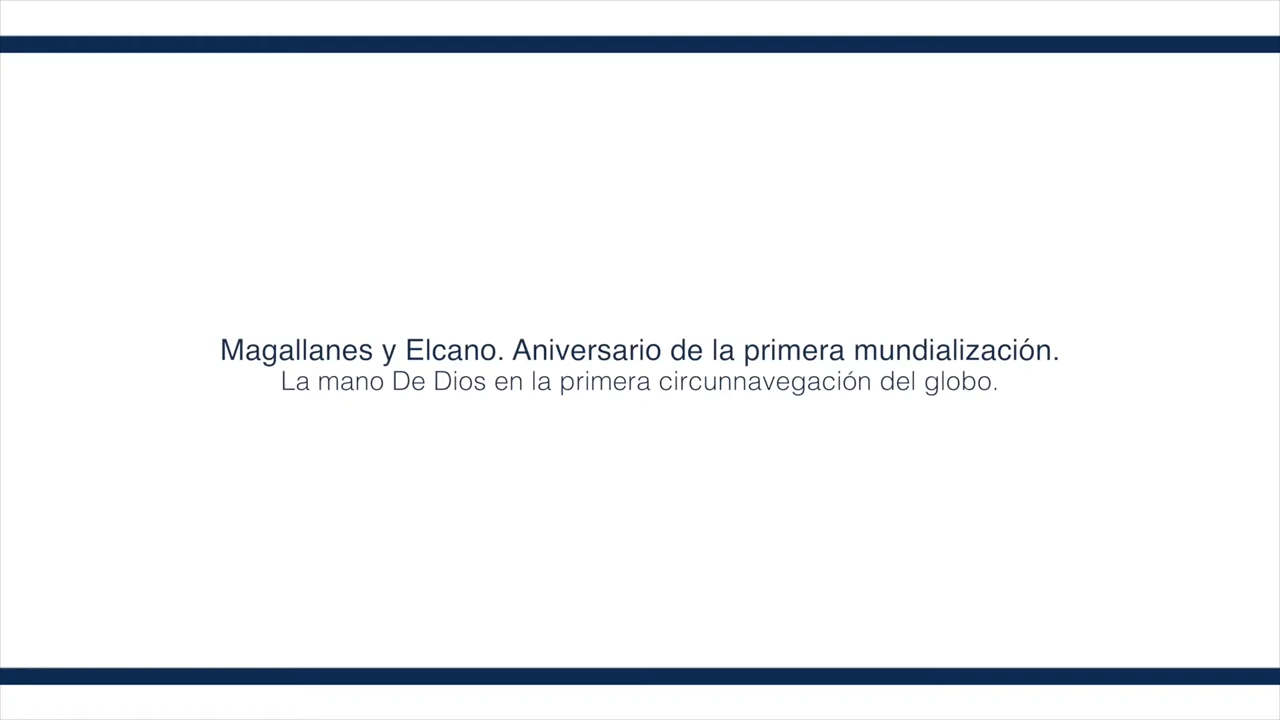 Magallanes y Elcano. Aniversario de la primera mundialización.
La mano De Dios en la primera circunnavegación del globo.